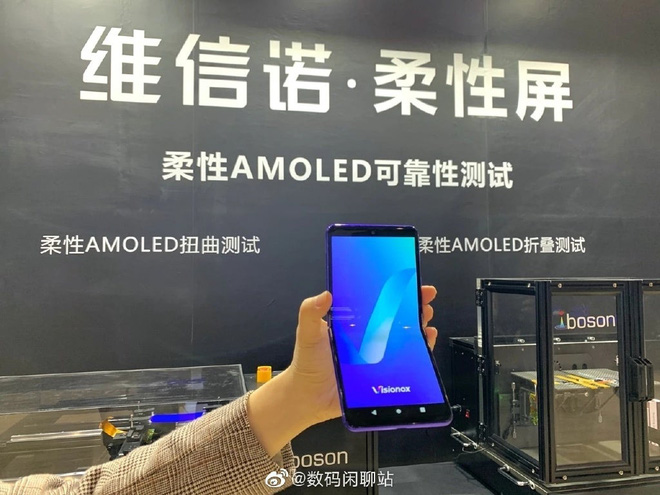 维信诺·柔性屏
柔性AMOLED可靠性测试
柔性AMOLED扭曲测试
柔性AMOLED折叠测试
boson
Visionox
boson
@数码闲聊站